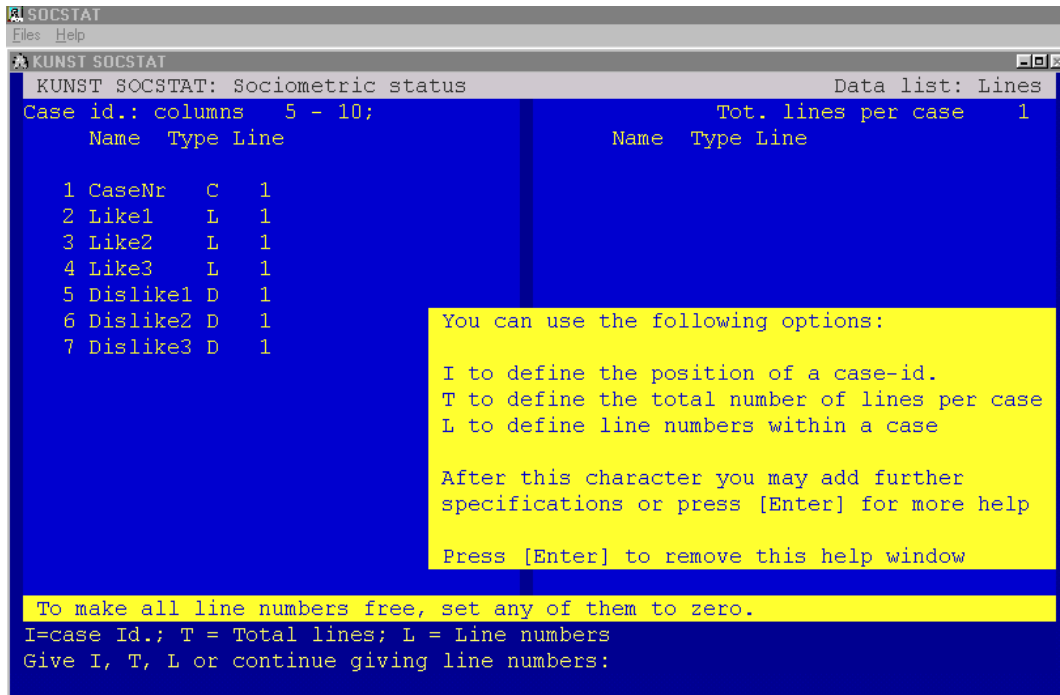 SOCSTAT
Files Help
KUNST SOCSTAT
KUNST SOCSTAT: Sociometric status Data list: Lines
Case id.: columns 5 - 10; Tot. lines per case 1
Name Type Line Name Type Line
1 CaseNr C 1
2 Like1 L 1
3 Like2 L 1
4 Like3 L 1
5 Dislike1 D 1
6 Dislike2 D 1
7 Dislike3 D 1
You can use the following options:
I to define the position of a case-id.
T to define the total number of lines per case
L to define line numbers within a case
After this character you may add further
specifications or press [Enter] for more help
Press [Enter] to remove this help window
To make all line numbers free, set any of them to zero.
I=case Id.; T = Total lines; L = Line numbers
Give I, T, L or continue giving line numbers: